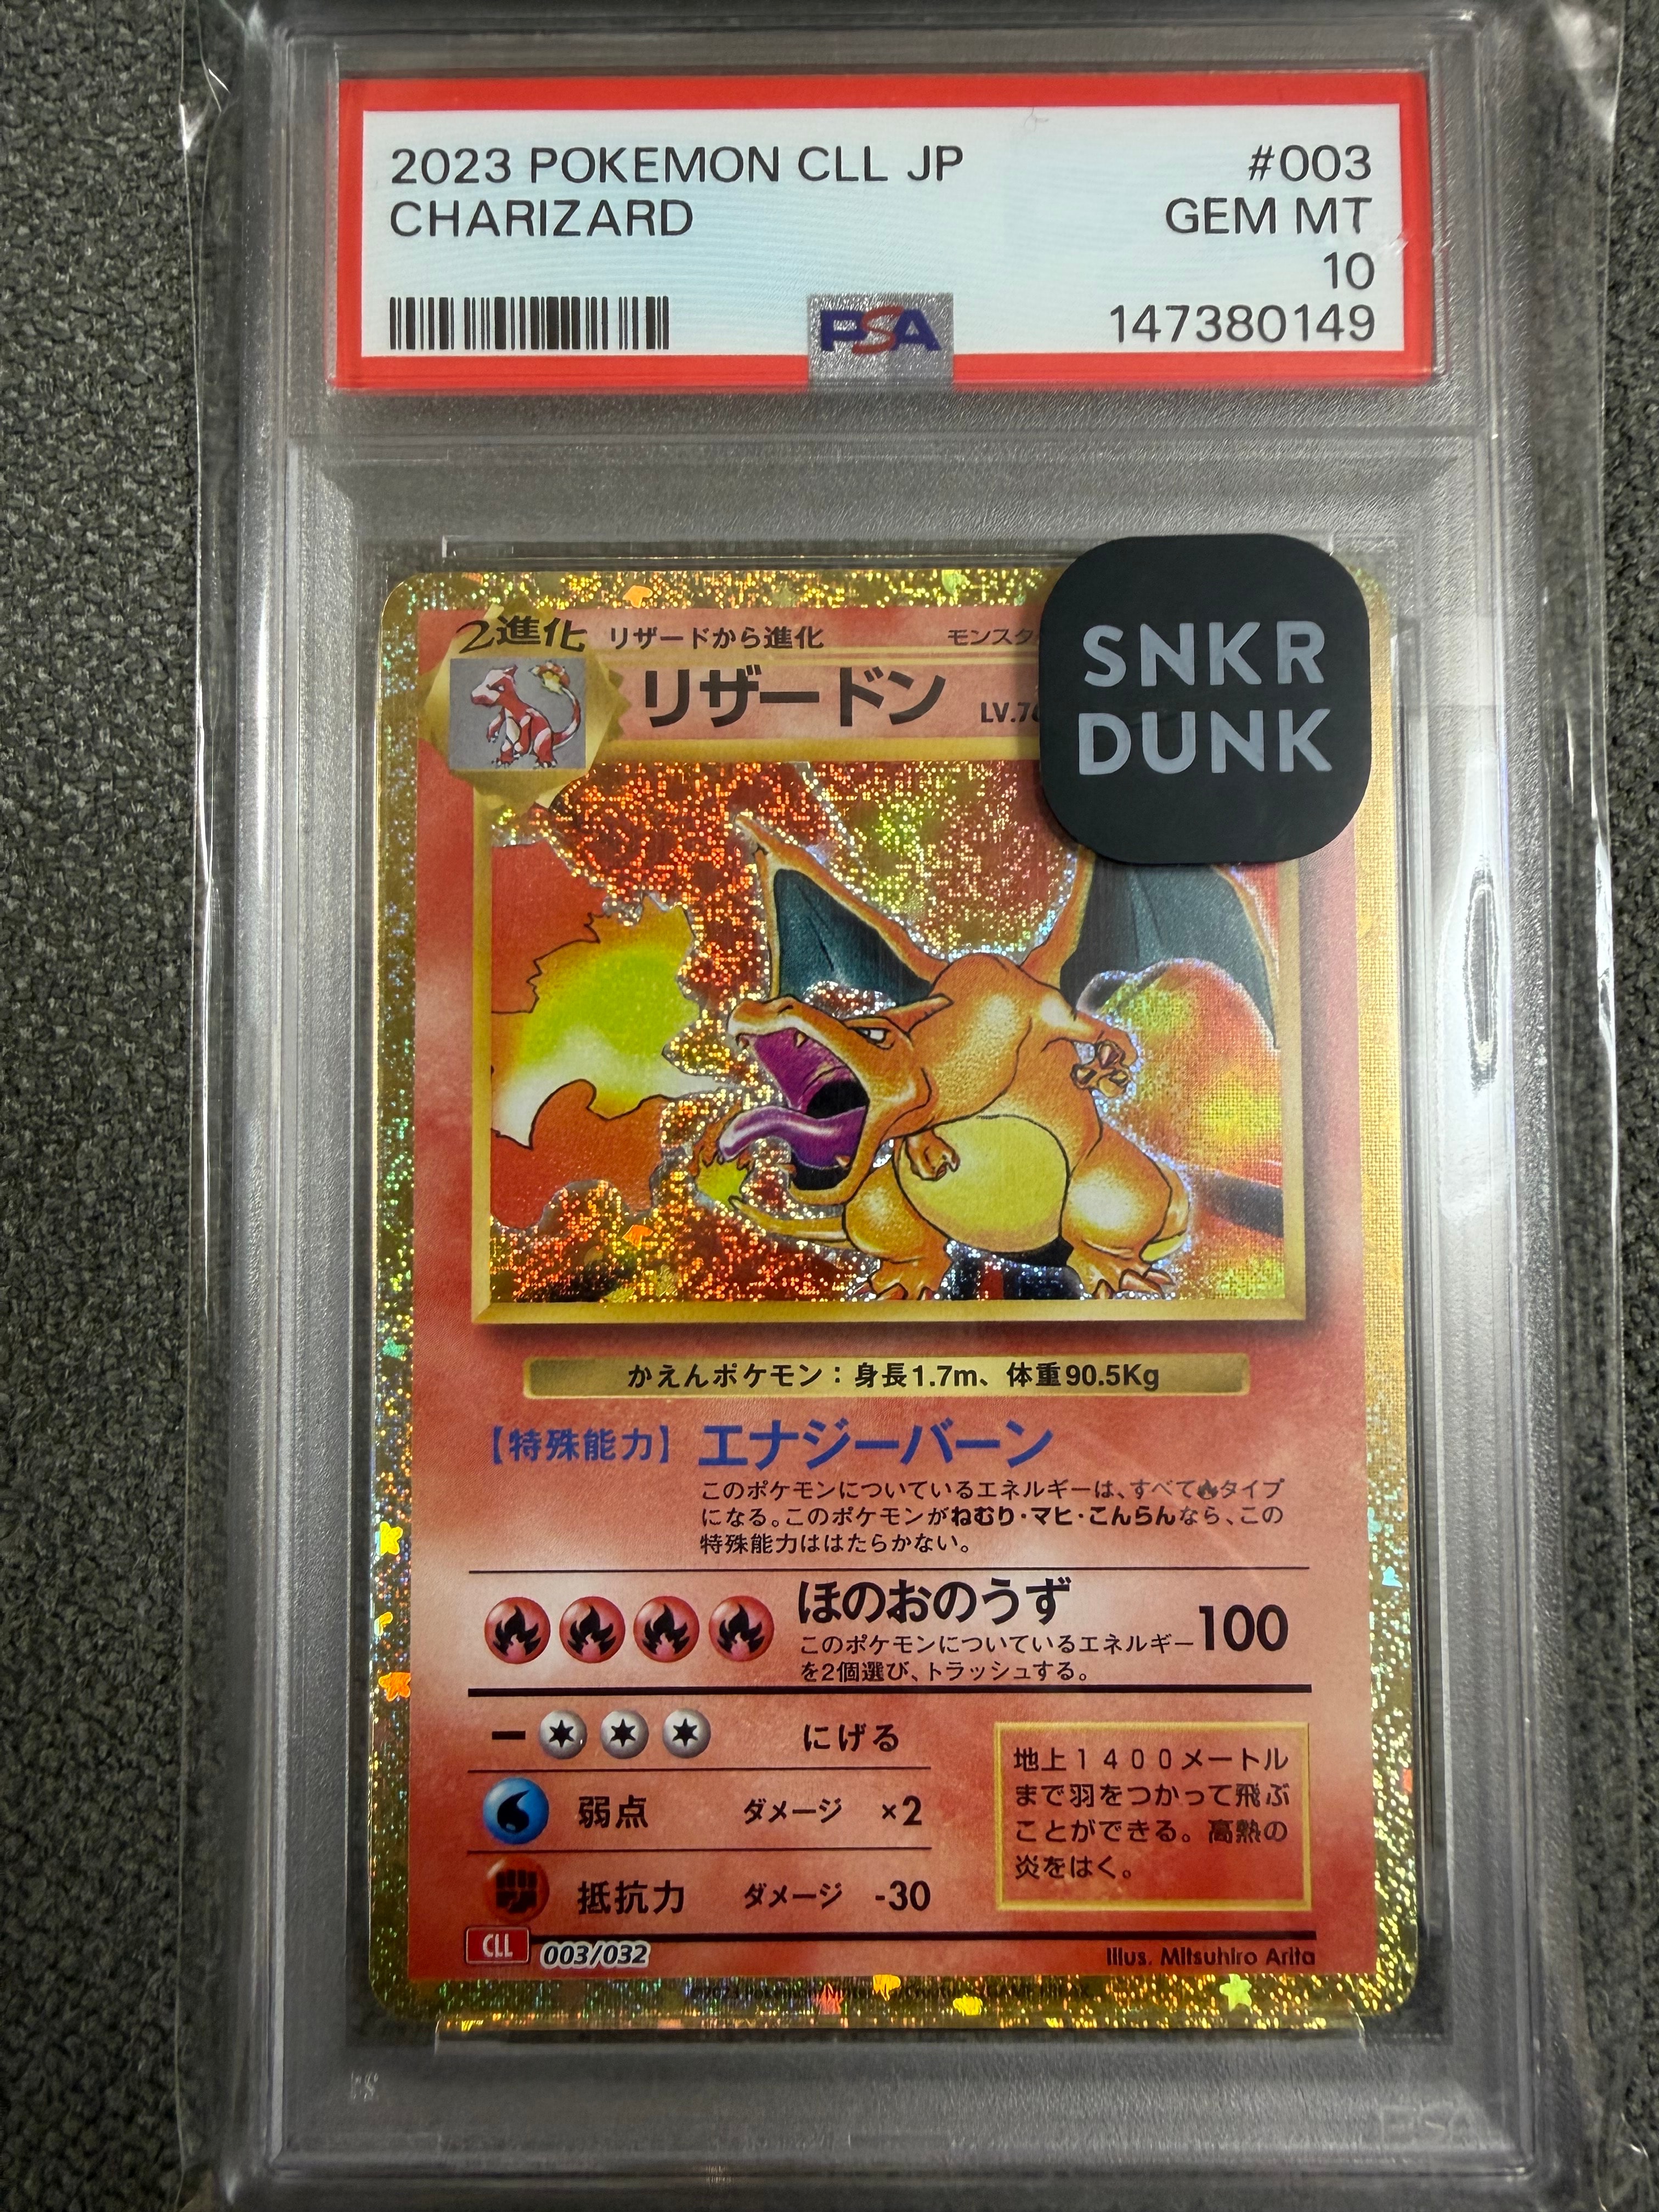 2023 POKEMON CLL JP #003
CHARIZARD GEM MT
10
147380149
PSA
SNKR
DUNK
2進化 リザードから進化
リザードン LV.76
かえんポケモン：身長1.7m、体重90.5Kg
【特殊能力】エナジーバーン
このポケモンについているエネルギーは、すべて🔥タイプ
になる。このポケモンがねむり・マヒ・こんらんなら、この
特殊能力ははたらかない。
ほのおのうず 100
このポケモンについているエネルギー
を2個選び、トラッシュする。
ー にげる
弱点 ダメージ ×2
抵抗力 ダメージ -30
地上１４００メートル
まで羽をつかって飛ぶ
ことができる。高熱の
炎をはく。
CLL 003/032 Illus. Mitsuhiro Arita